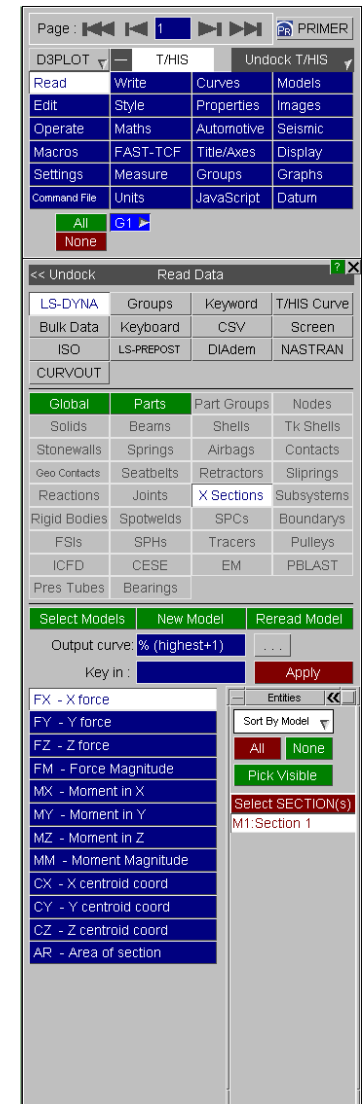 Page : 1 PR PRIMER
D3PLOT T/HIS Undock T/HIS
Read Write Curves Models
Edit Style Properties Images
Operate Maths Automotive Seismic
Macros FAST-TCF Title/Axes Display
Settings Measure Groups Graphs
Command File Units JavaScript Datum
All G1
None
<< Undock Read Data ? X
LS-DYNA Groups Keyword T/HIS Curve
Bulk Data Keyboard CSV Screen
ISO LS-PREPOST DIAdem NASTRAN
CURVOUT
Global Parts Part Groups Nodes
Solids Beams Shells Tk Shells
Stonewalls Springs Airbags Contacts
Geo Contacts Seatbelts Retractors Sliprings
Reactions Joints X Sections Subsystems
Rigid Bodies Spotwelds SPCs Boundarys
FSIs SPHs Tracers Pulleys
ICFD CESE EM PBLAST
Pres Tubes Bearings
Select Models New Model Reread Model
Output curve: % (highest+1) ...
Key in : Apply
FX - X force
FY - Y force
FZ - Z force
FM - Force Magnitude
MX - Moment in X
MY - Moment in Y
MZ - Moment in Z
MM - Moment Magnitude
CX - X centroid coord
CY - Y centroid coord
CZ - Z centroid coord
AR - Area of section
Entities
Sort By Model
All None
Pick Visible
Select SECTION(s)
M1:Section 1